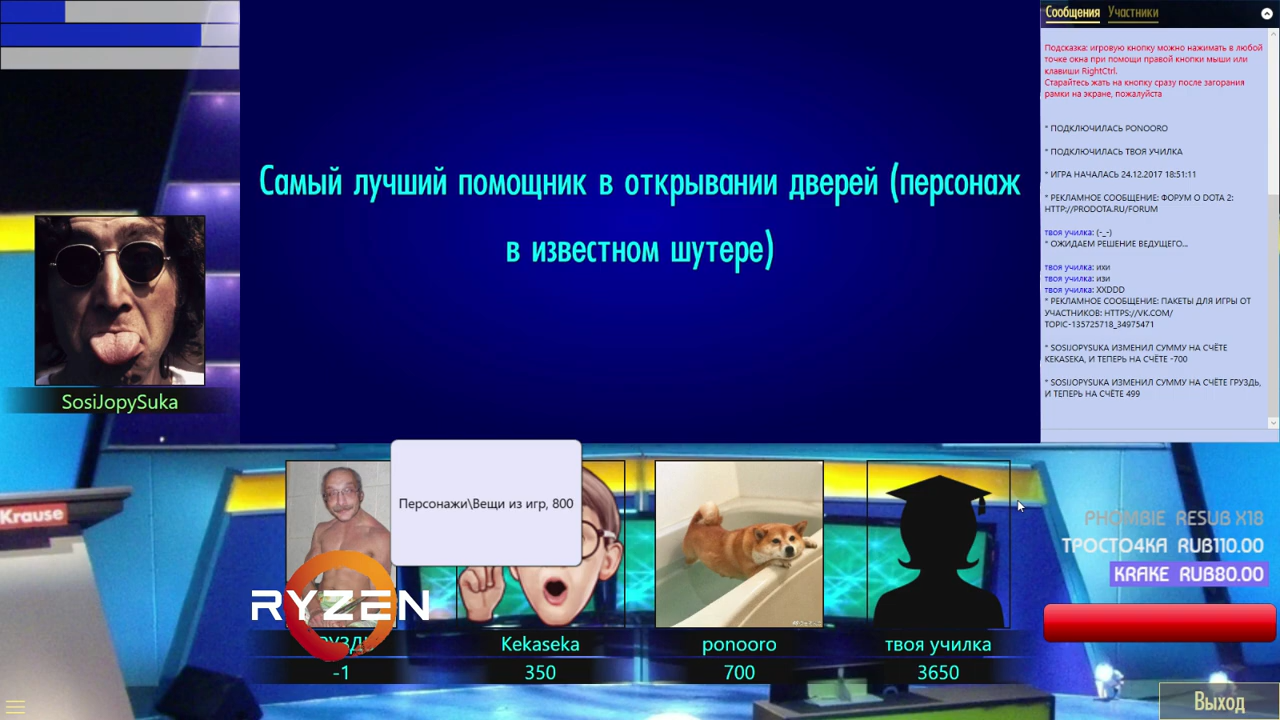 Сообщения Участники
Подсказка: игровую кнопку можно нажимать в любой
точке окна при помощи правой кнопки мыши или
клавиши RightCtrl.
Старайтесь жать на кнопку сразу после загорания
рамки на экране, пожалуйста
* ПОДКЛЮЧИЛАСЬ PONOORO
* ПОДКЛЮЧИЛАСЬ ТВОЯ УЧИЛКА
* ИГРА НАЧАЛАСЬ 24.12.2017 18:51:11
* РЕКЛАМНОЕ СООБЩЕНИЕ: ФОРУМ О DOTA 2:
HTTP://PRODOTA.RU/FORUM
твоя училка: (-_-)
* ОЖИДАЕМ РЕШЕНИЕ ВЕДУЩЕГО...
твоя училка: ихи
твоя училка: изи
твоя училка: XXDDD
* РЕКЛАМНОЕ СООБЩЕНИЕ: ПАКЕТЫ ДЛЯ ИГРЫ ОТ
УЧАСТНИКОВ: HTTPS://VK.COM/
TOPIC-135725718_34975471
* SOSIJOPYSUKA ИЗМЕНИЛ СУММУ НА СЧЁТЕ
KEKASEKA, И ТЕПЕРЬ НА СЧЁТЕ -700
* SOSIJOPYSUKA ИЗМЕНИЛ СУММУ НА СЧЁТЕ ГРУЗДЬ,
И ТЕПЕРЬ НА СЧЁТЕ 499
Самый лучший помощник в открывании дверей (персонаж
в известном шутере)
SosiJopySuka
Персонажи\Вещи из игр, 800
Krause
RYZEN
PHOMBIE RESUB X18
ТРОСТО4КА RUB110.00
KRAKE RUB80.00
Kekaseka ponooro твоя училка
-1 350 700 3650
Выход